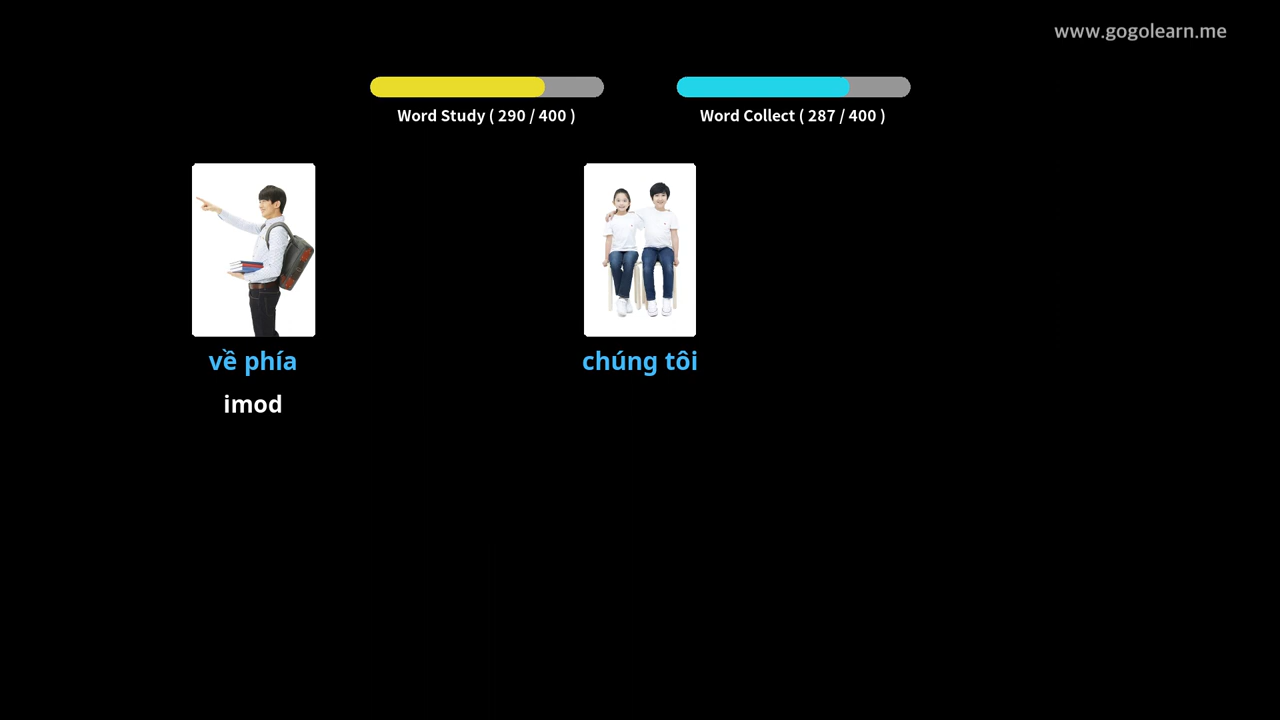 www.gogolearn.me
Word Study ( 290 / 400 )
Word Collect ( 287 / 400 )
về phía
chúng tôi
imod